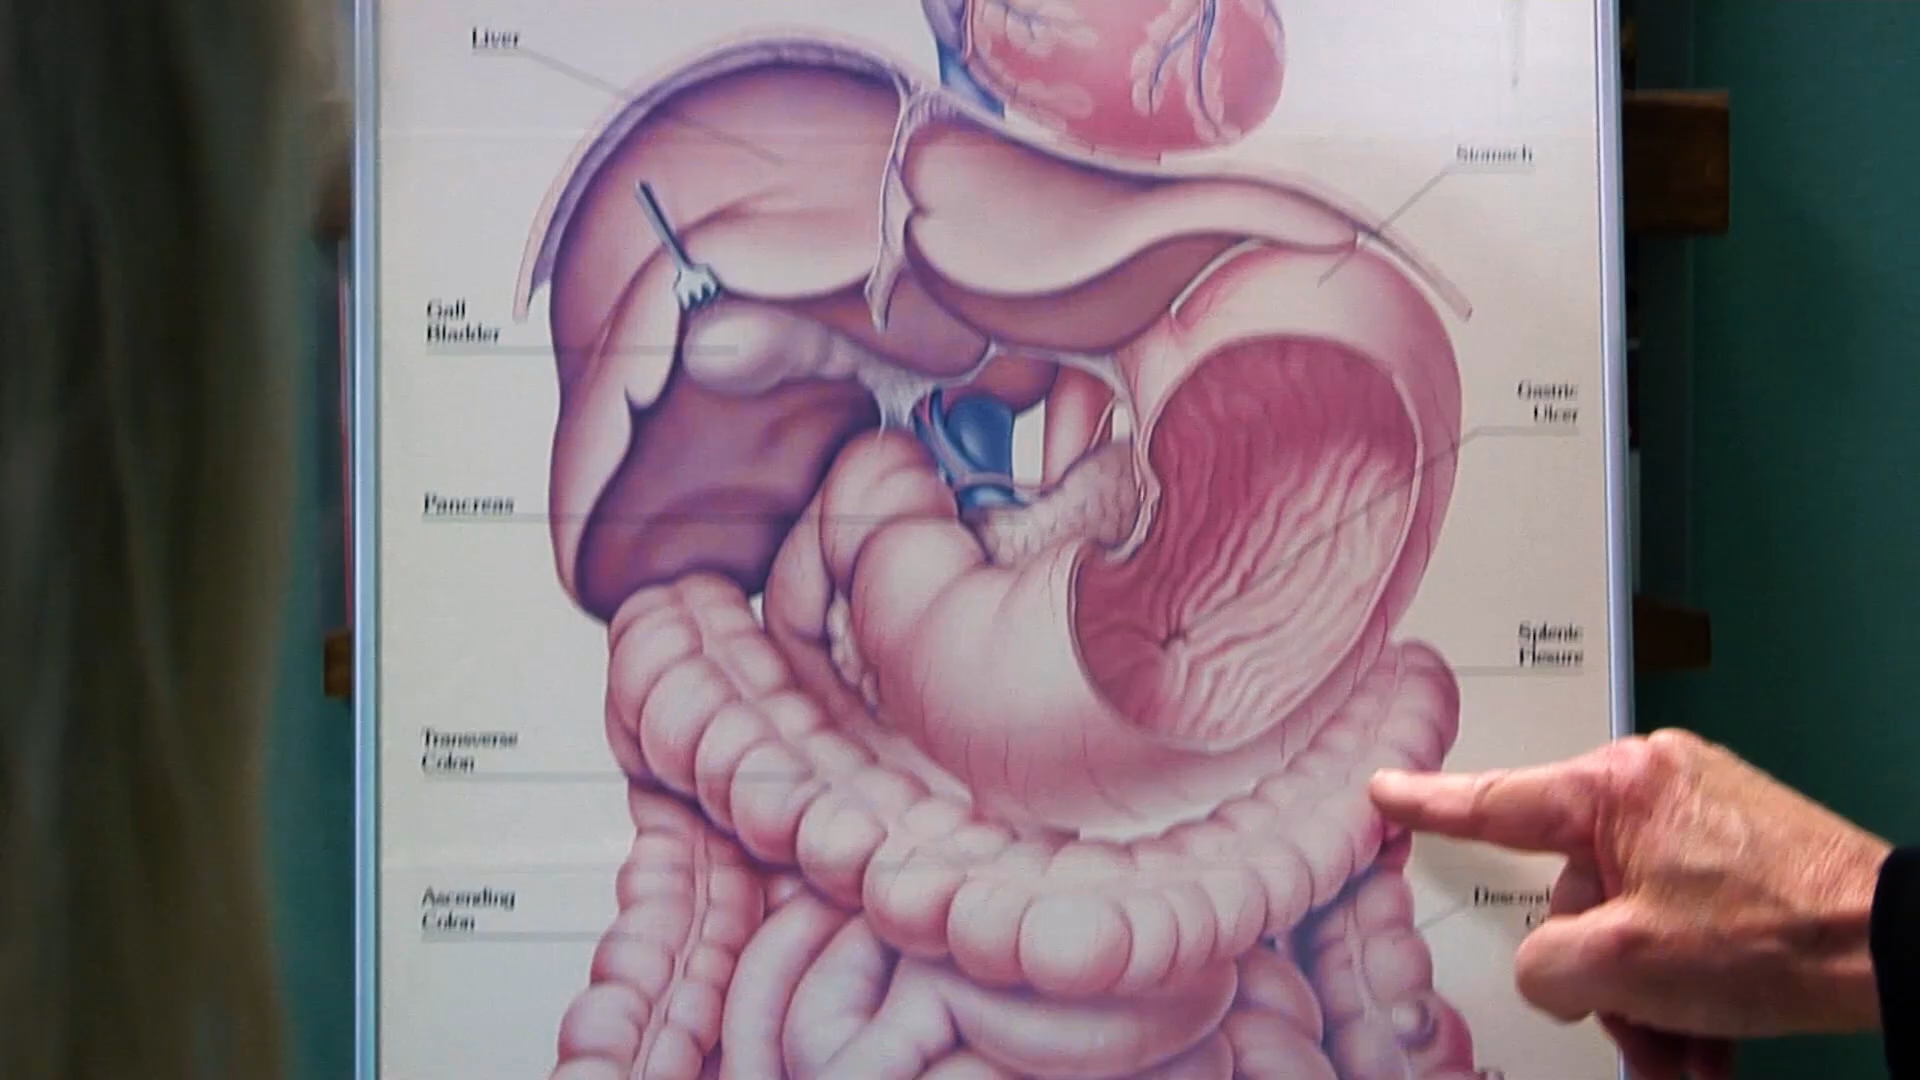 Liver
Stomach
Gall
Bladder
Gastric
Ulcer
Pancreas
Splenic
Flexure
Transverse
Colon
Ascending
Colon